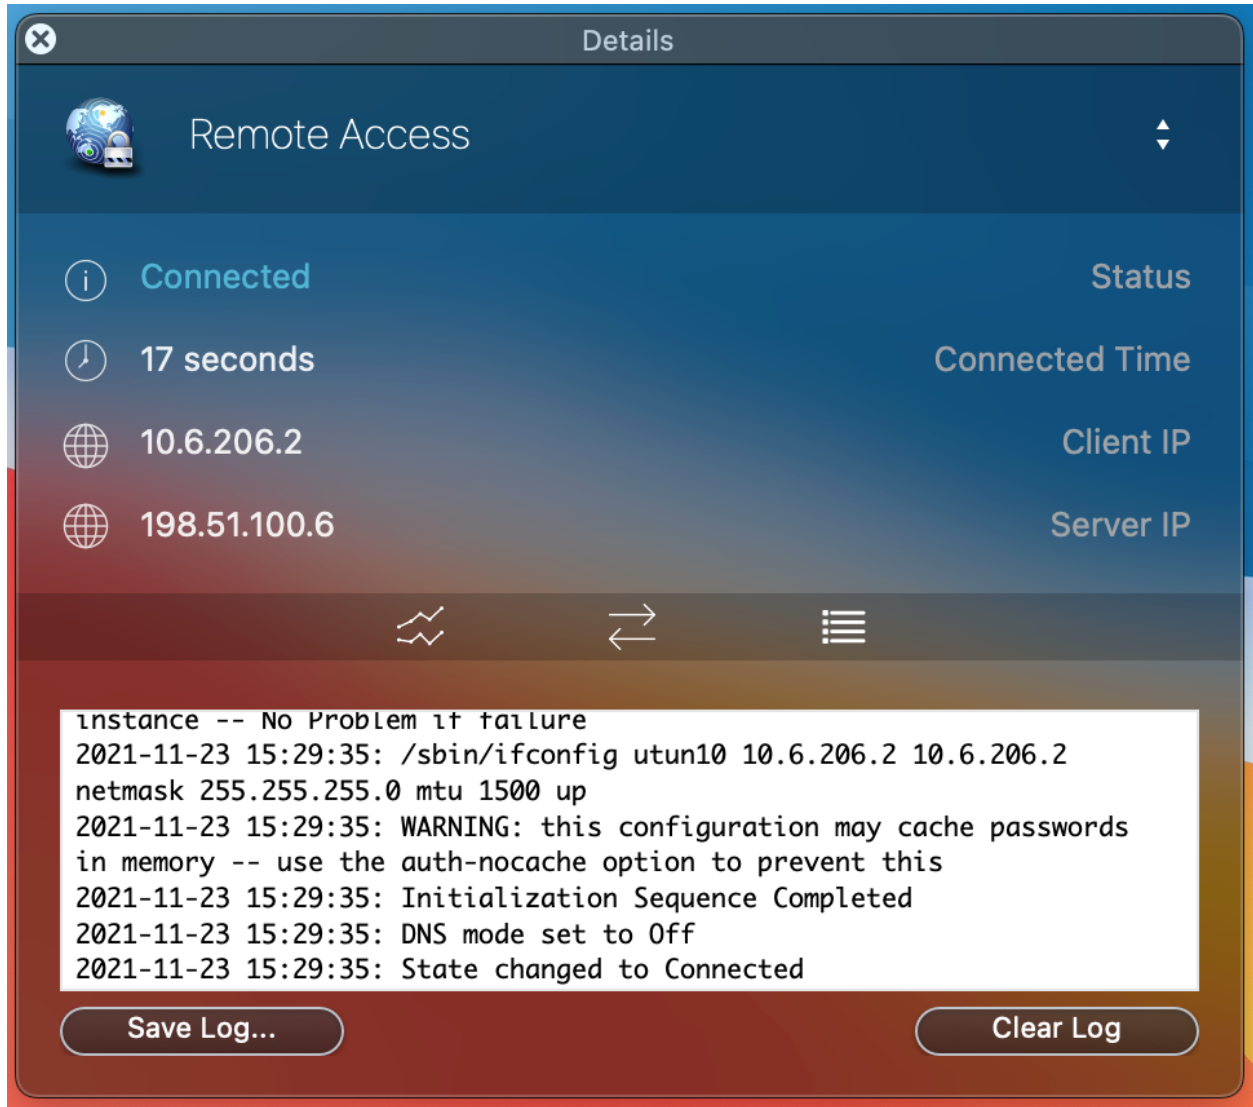 Details
Remote Access
Connected Status
17 seconds Connected Time
10.6.206.2 Client IP
198.51.100.6 Server IP
instance -- No Problem if failure
2021-11-23 15:29:35: /sbin/ifconfig utun10 10.6.206.2 10.6.206.2
netmask 255.255.255.0 mtu 1500 up
2021-11-23 15:29:35: WARNING: this configuration may cache passwords
in memory -- use the auth-nocache option to prevent this
2021-11-23 15:29:35: Initialization Sequence Completed
2021-11-23 15:29:35: DNS mode set to Off
2021-11-23 15:29:35: State changed to Connected
Save Log... Clear Log